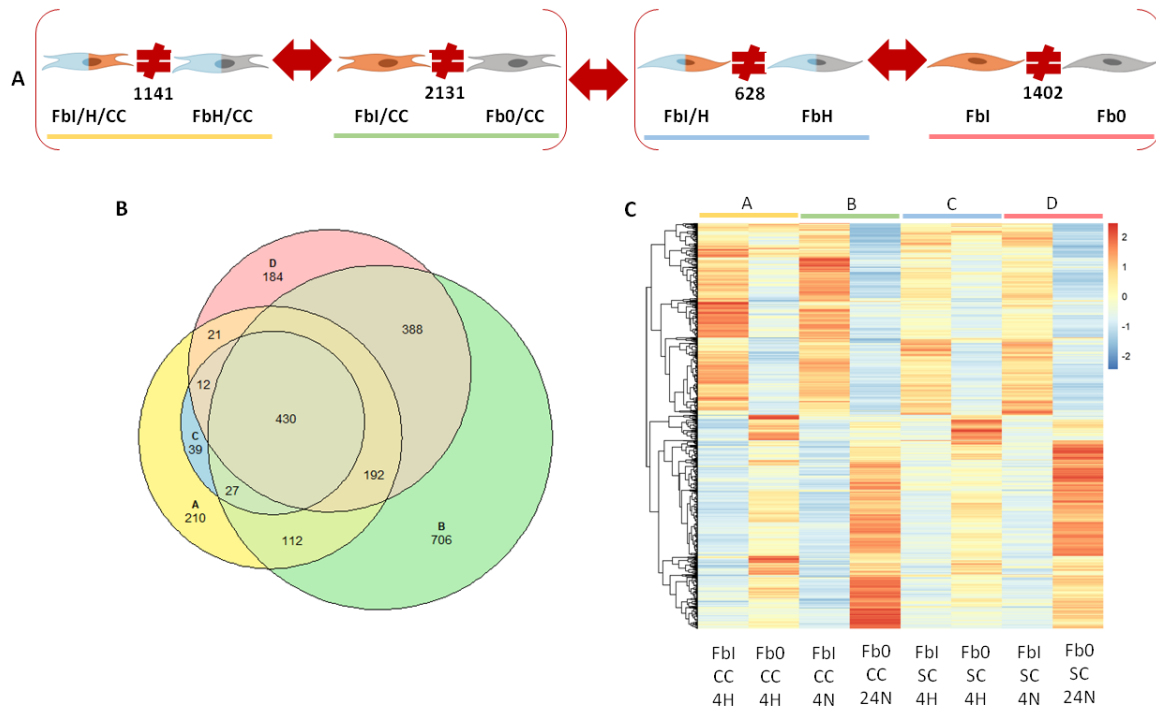 A
1141
2131
628
1402
FbI/H/CC FbH/CC FbI/CC Fb0/CC FbI/H FbH FbI Fb0
B
D
184
388
21
12
430
C
39
27
192
A
210
112
B
706
C
A B C D
2
1
0
-1
-2
FbI Fb0 FbI Fb0 FbI Fb0 FbI Fb0
CC CC CC CC SC SC SC SC
4H 4H 4N 24N 4H 4H 4N 24N